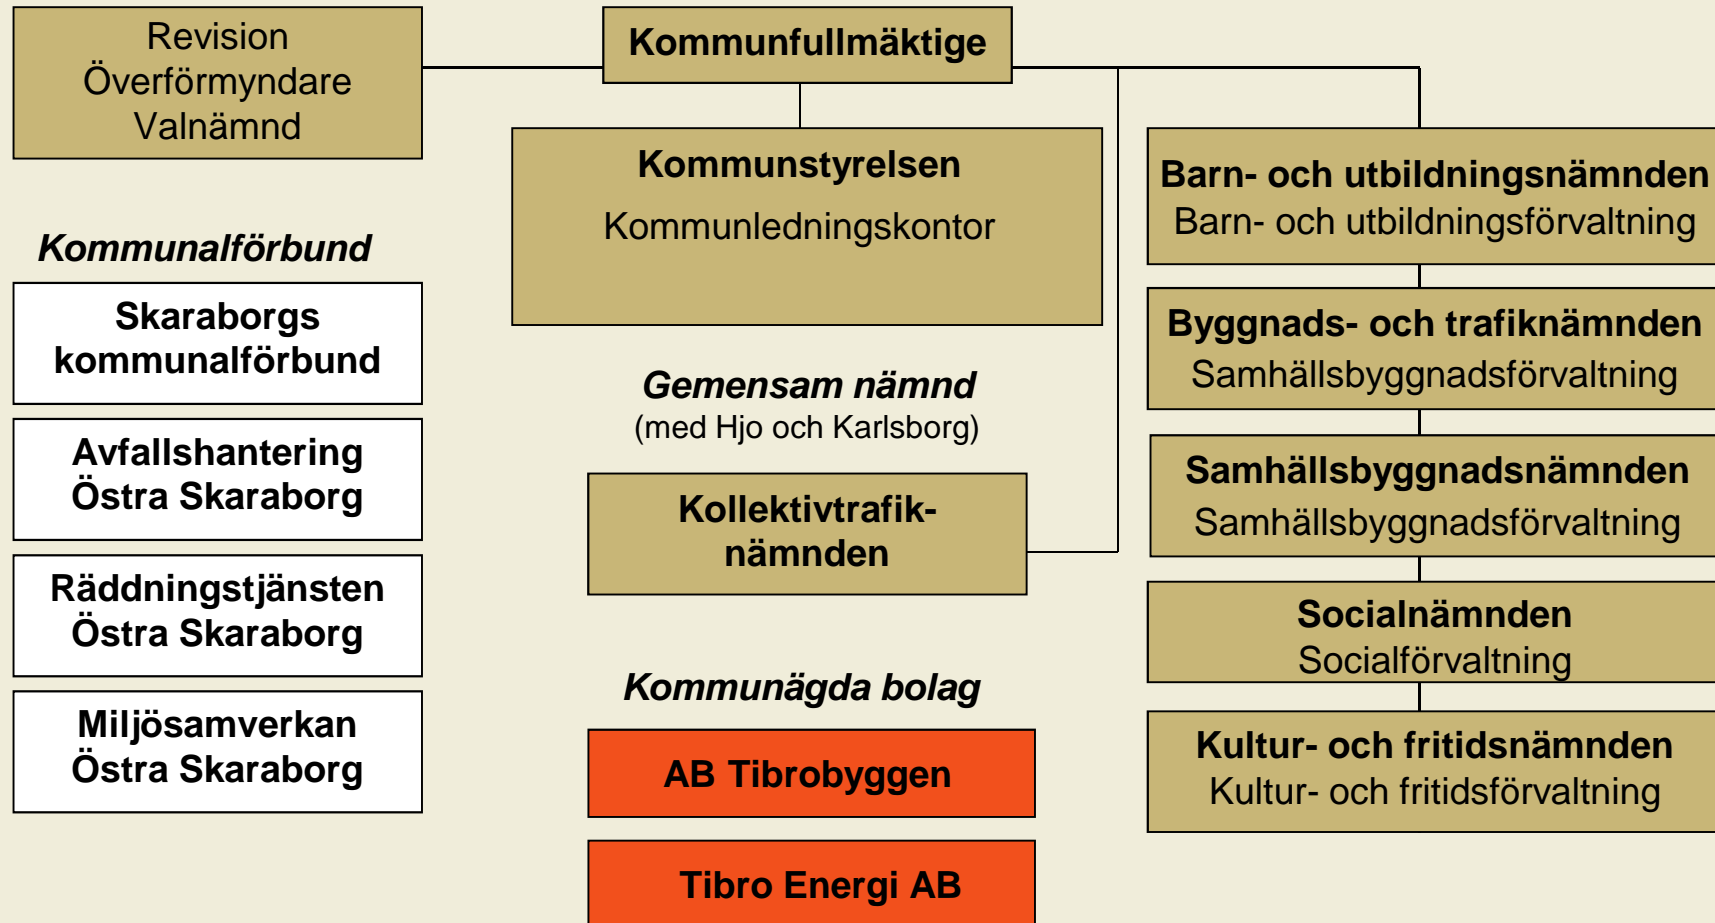 Revision
Överförmyndare
Valnämnd
Kommunfullmäktige
Kommunstyrelsen
Kommunledningskontor
Kommunalförbund
Skaraborgs
kommunalförbund
Avfallshantering
Östra Skaraborg
Räddningstjänsten
Östra Skaraborg
Miljösamverkan
Östra Skaraborg
Gemensam nämnd
(med Hjo och Karlsborg)
Kollektivtrafik-
nämnden
Kommunägda bolag
AB Tibrobyggen
Tibro Energi AB
Barn- och utbildningsnämnden
Barn- och utbildningsförvaltning
Byggnads- och trafiknämnden
Samhällsbyggnadsförvaltning
Samhällsbyggnadsnämnden
Samhällsbyggnadsförvaltning
Socialnämnden
Socialförvaltning
Kultur- och fritidsnämnden
Kultur- och fritidsförvaltning